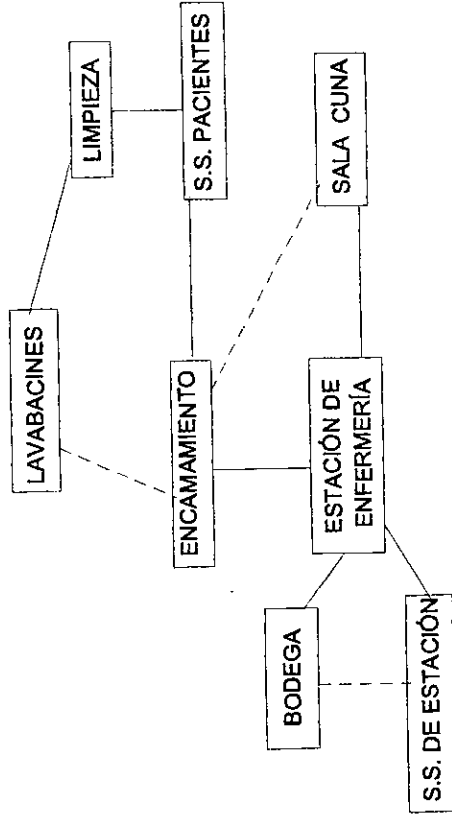 LAVABACINES
LIMPIEZA
ENCAMAMIENTO
S.S. PACIENTES
BODEGA
ESTACIÓN DE
ENFERMERÍA
SALA CUNA
S.S. DE ESTACIÓN